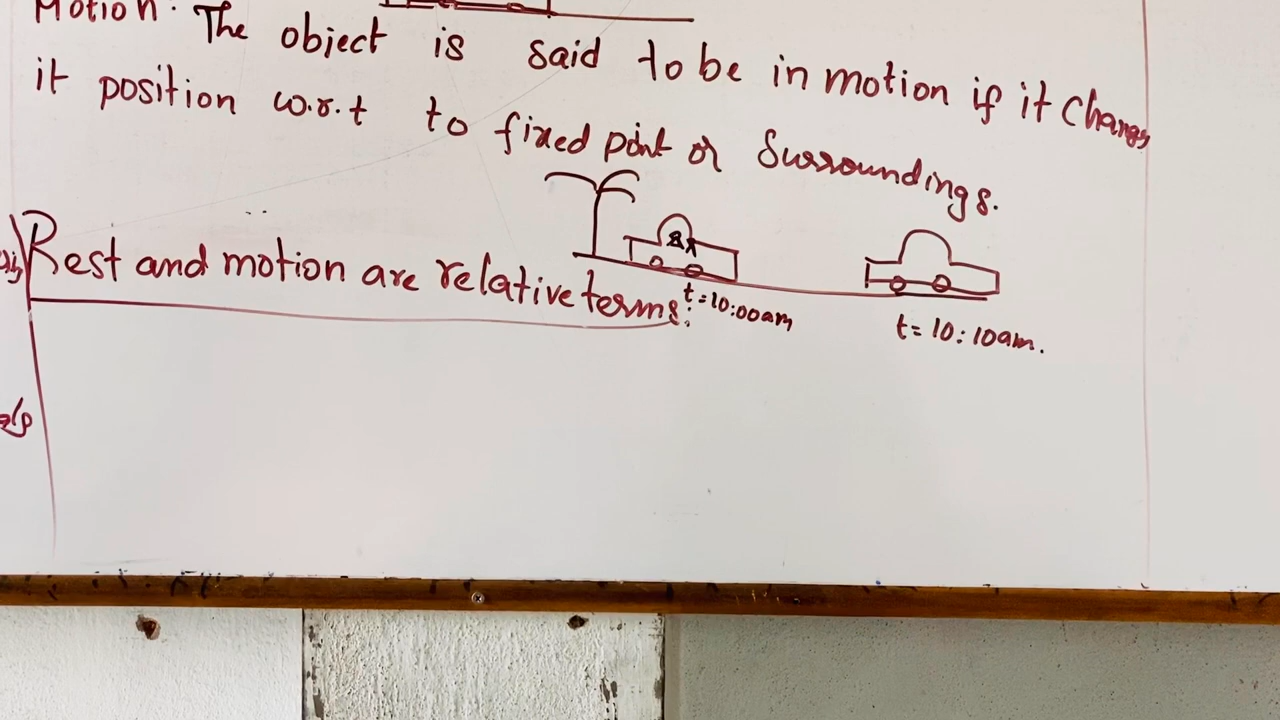 Motion: The object is said to be in motion if it changes
it position w.r.t to fixed point or surroundings.
Rest and motion are relative terms:
t=10:00am
t= 10:10am.